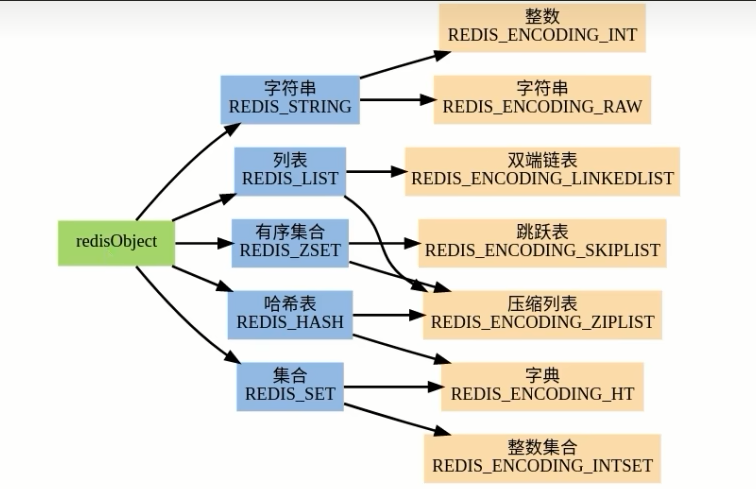 redisObject
字符串
REDIS_STRING
列表
REDIS_LIST
有序集合
REDIS_ZSET
哈希表
REDIS_HASH
集合
REDIS_SET
整数
REDIS_ENCODING_INT
字符串
REDIS_ENCODING_RAW
双端链表
REDIS_ENCODING_LINKEDLIST
跳跃表
REDIS_ENCODING_SKIPLIST
压缩列表
REDIS_ENCODING_ZIPLIST
字典
REDIS_ENCODING_HT
整数集合
REDIS_ENCODING_INTSET